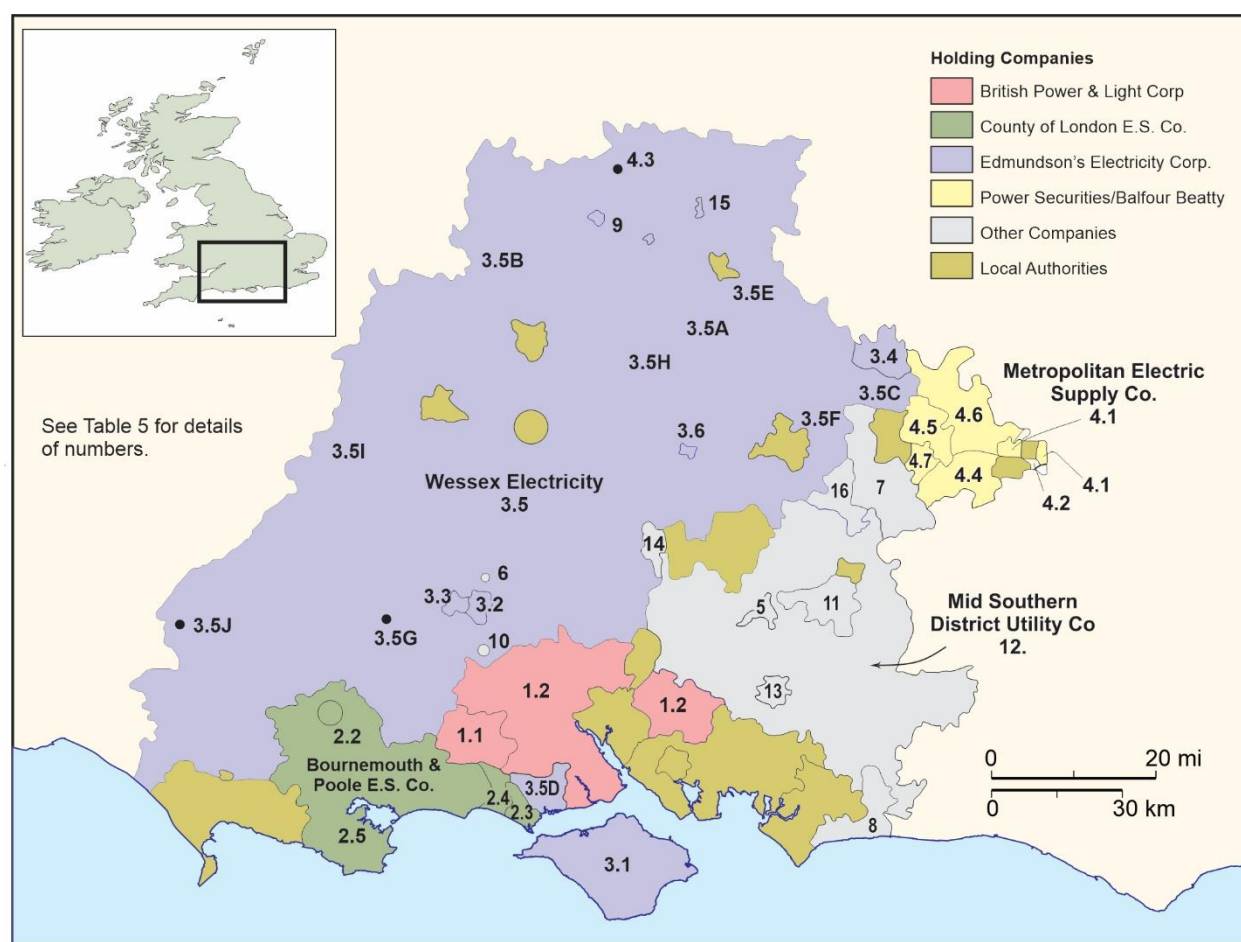 Holding Companies
British Power & Light Corp
County of London E.S. Co.
Edmundson's Electricity Corp.
Power Securities/Balfour Beatty
Other Companies
Local Authorities
4.3
15
9
3.5B
3.5E
3.5A
3.5H
3.4
3.5C
Metropolitan Electric
Supply Co.
4.1
4.6
4.5
4.7
4.4
4.1
4.2
See Table 5 for details
of numbers.
3.5F
3.6
3.5I
Wessex Electricity
3.5
16
7
14
6
3.3
3.2
5
11
Mid Southern
District Utility Co
12.
3.5J
3.5G
10
1.2
1.2
13
1.1
2.2
Bournemouth &
Poole E.S. Co.
3.5D
2.4
2.3
2.5
8
3.1
0
20 mi
0
30 km